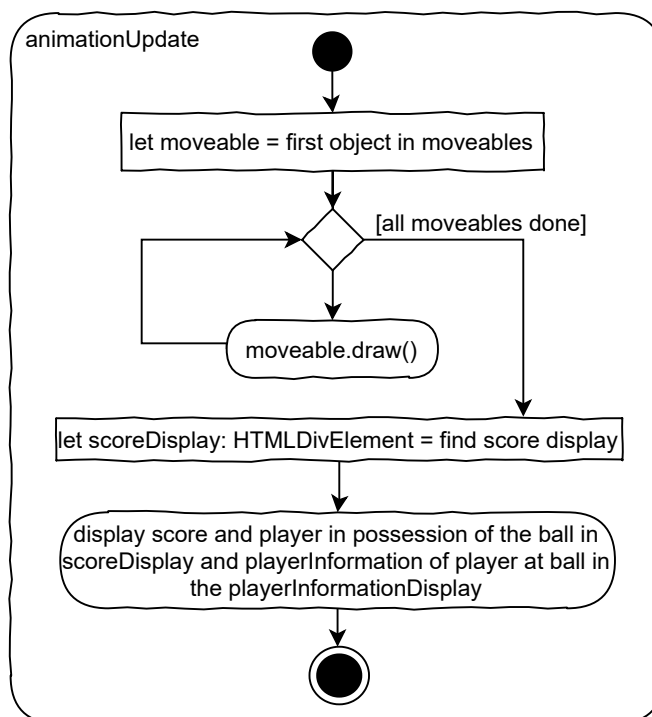 animationUpdate
let moveable = first object in moveables
[all moveables done]
moveable.draw()
let scoreDisplay: HTMLDivElement = find score display
display score and player in possession of the ball in
scoreDisplay and playerInformation of player at ball in
the playerInformationDisplay